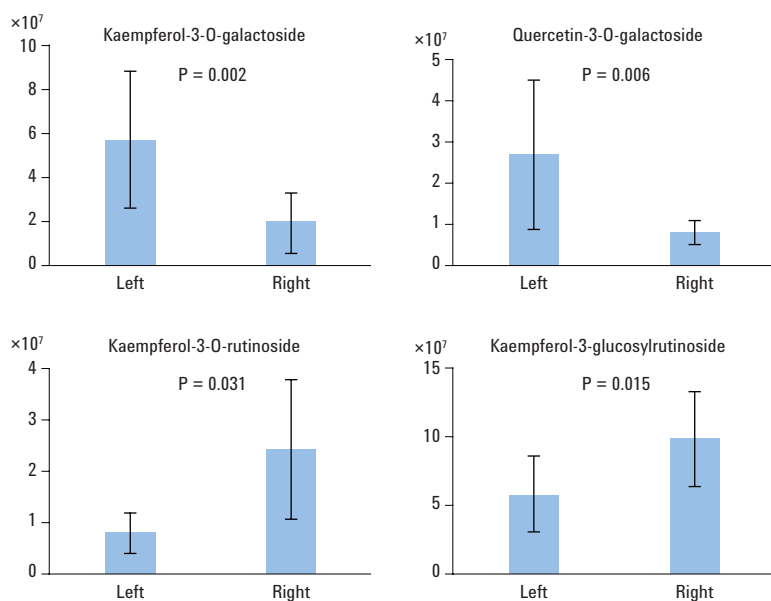 Kaempferol-3-O-galactoside
×10⁷
P = 0.002
10
8
6
4
2
0
Left Right
Quercetin-3-O-galactoside
×10⁷
P = 0.006
5
4
3
2
1
0
Left Right
Kaempferol-3-O-rutinoside
×10⁷
P = 0.031
4
3
2
1
0
Left Right
Kaempferol-3-glucosylrutinoside
×10⁷
P = 0.015
15
10
5
0
Left Right